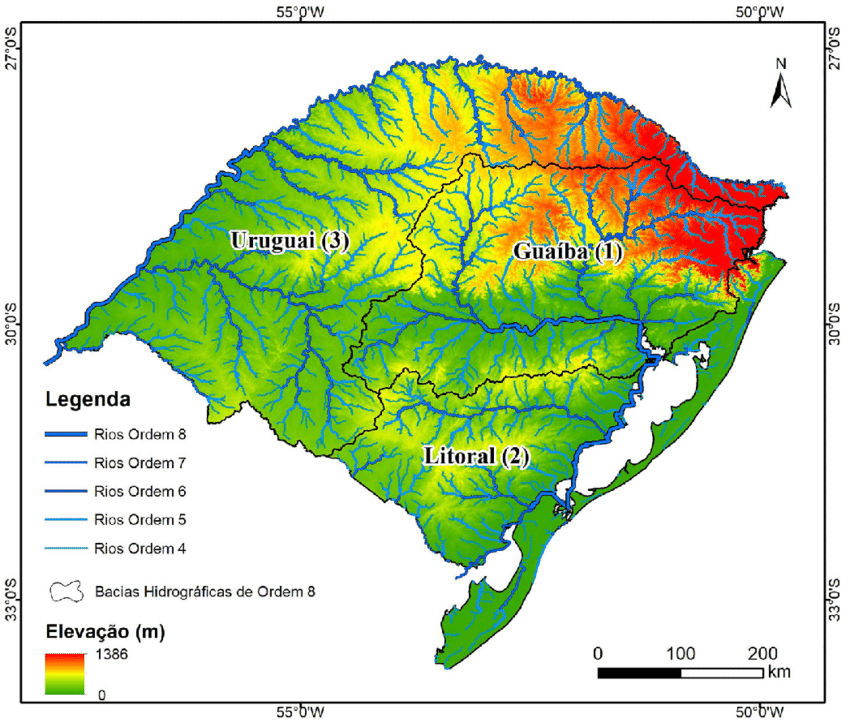 55°0'W
50°0'W
27°S
27°S
N
Uruguai (3)
Guaíba (1)
30°0'S
30°0'S
Legenda
Rios Ordem 8
Rios Ordem 7
Rios Ordem 6
Rios Ordem 5
Rios Ordem 4
Litoral (2)
Bacias Hidrográficas de Ordem 8
33°0'S
33°0'S
Elevação (m)
1386
0
0
100
200
km
55°0'W
50°0'W